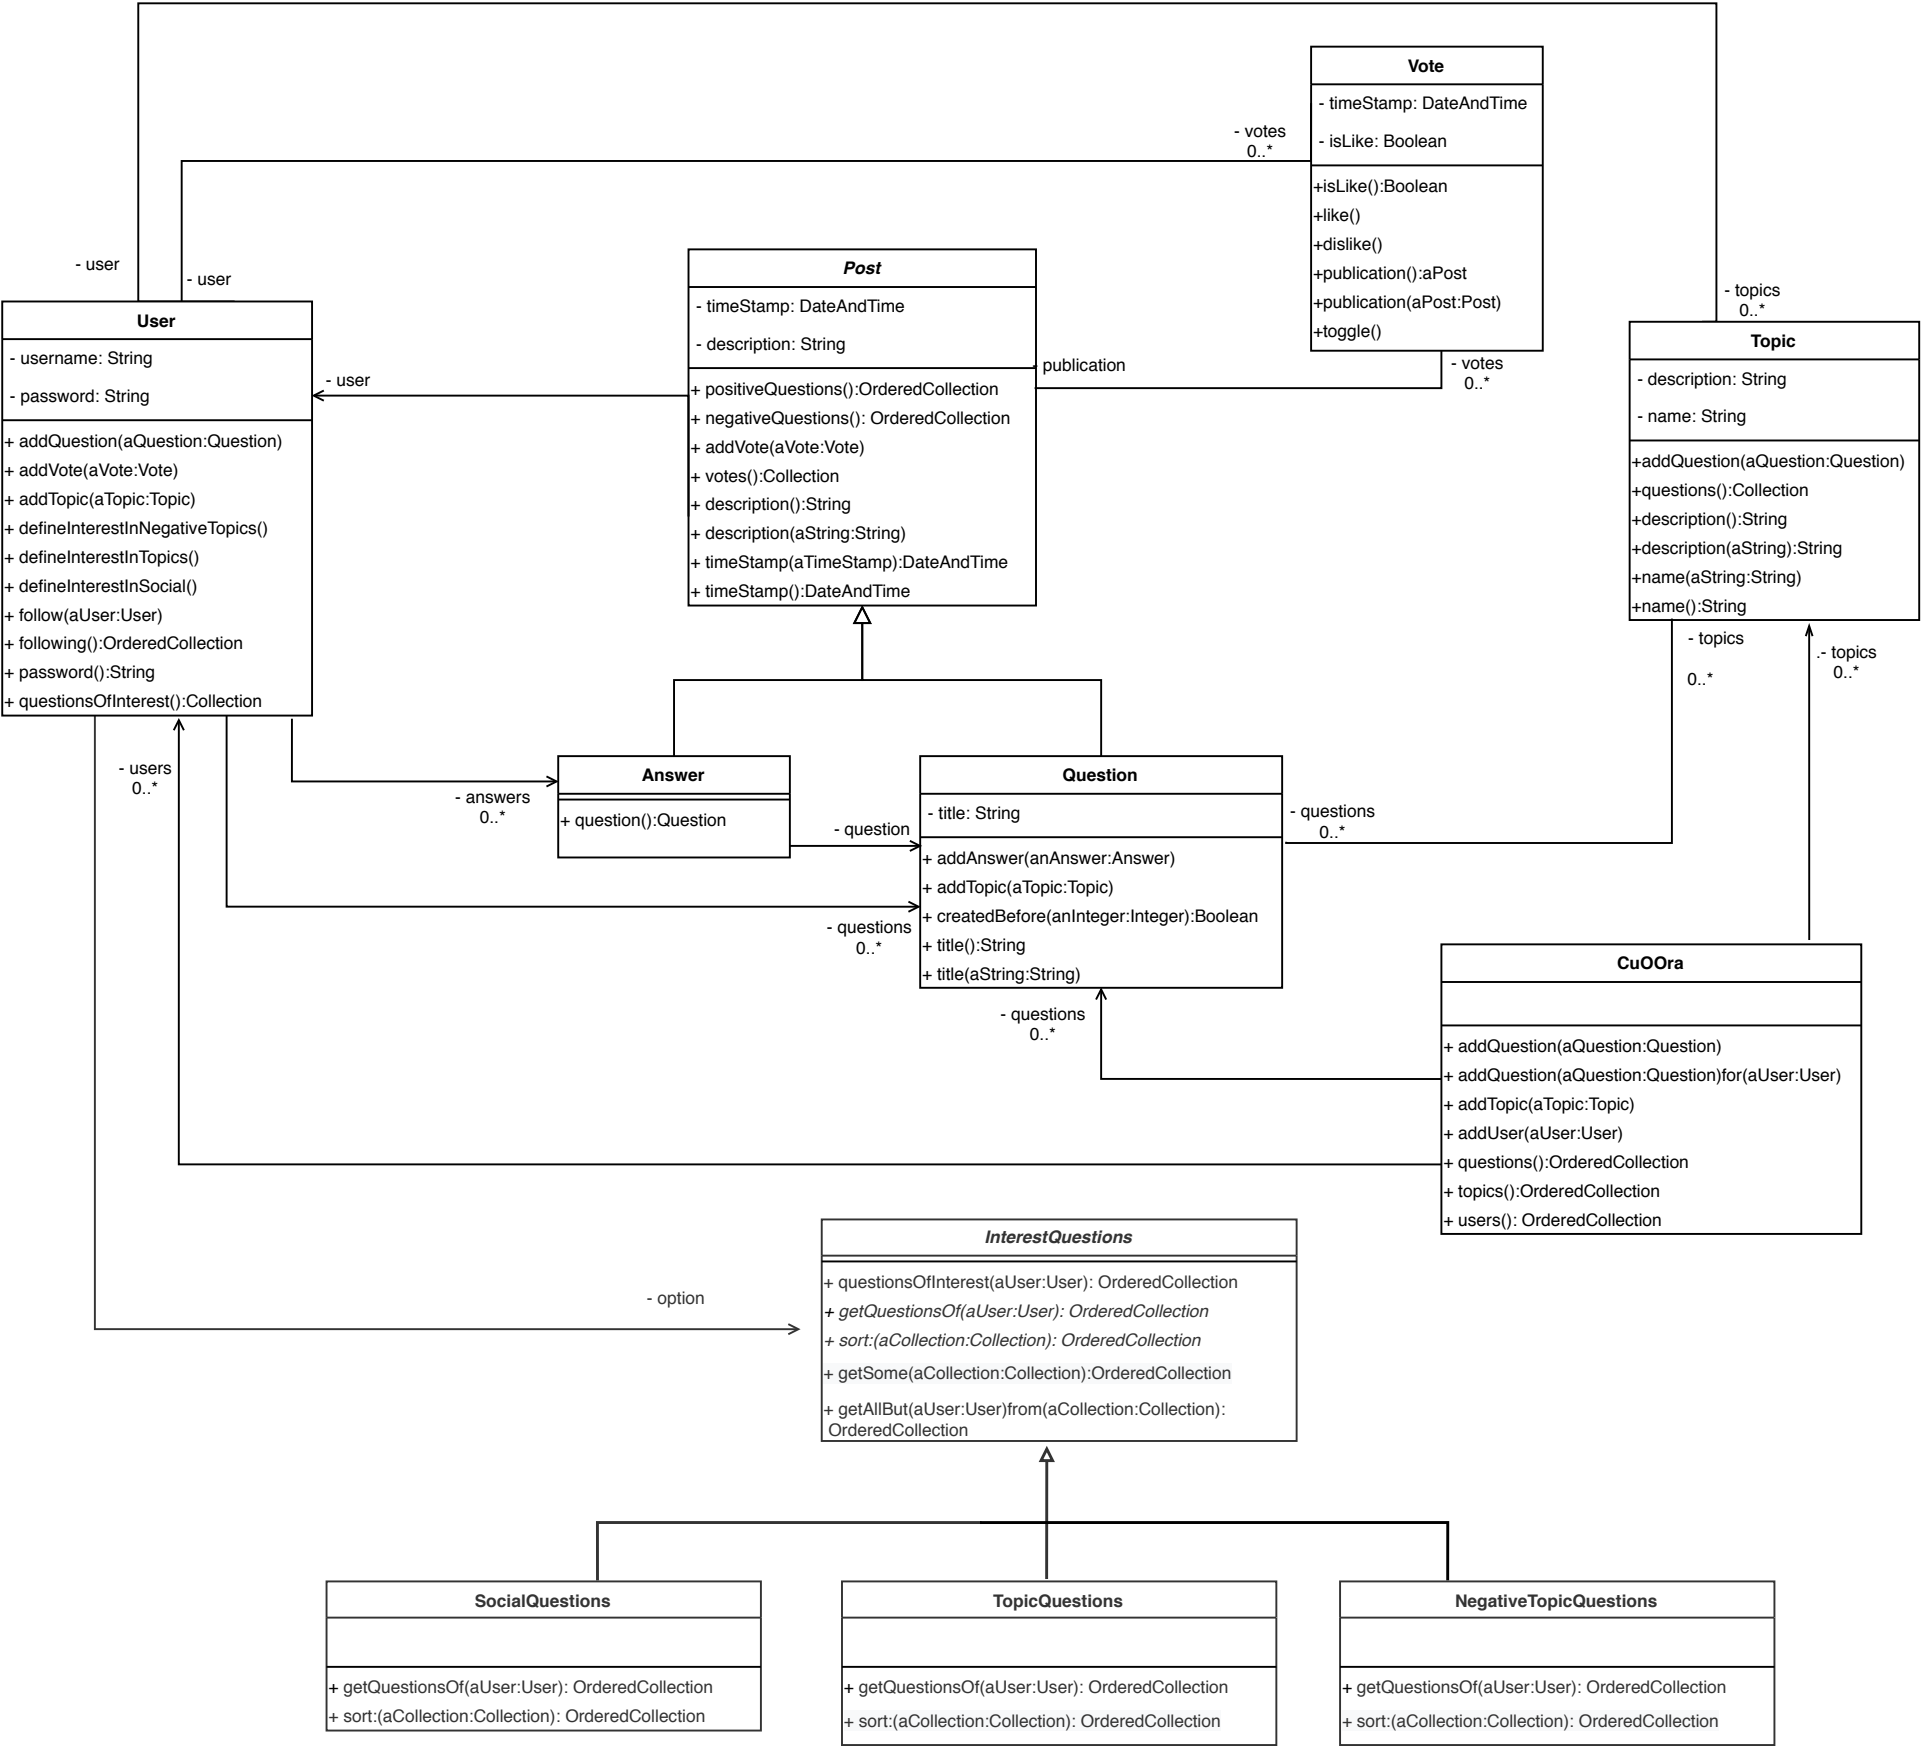 Vote
- timeStamp: DateAndTime
- isLike: Boolean
+isLike():Boolean
+like()
+dislike()
+publication():aPost
+publication(aPost:Post)
+toggle()
- votes
0..*
- user
- user
Post
- timeStamp: DateAndTime
- description: String
+ positiveQuestions():OrderedCollection
+ negativeQuestions(): OrderedCollection
+ addVote(aVote:Vote)
+ votes():Collection
+ description():String
+ description(aString:String)
+ timeStamp(aTimeStamp):DateAndTime
+ timeStamp():DateAndTime
- topics
0..*
User
- username: String
- password: String
+ addQuestion(aQuestion:Question)
+ addVote(aVote:Vote)
+ addTopic(aTopic:Topic)
+ defineInterestInNegativeTopics()
+ defineInterestInTopics()
+ defineInterestInSocial()
+ follow(aUser:User)
+ following():OrderedCollection
+ password():String
+ questionsOfInterest():Collection
- user
- publication
- votes
0..*
Topic
- description: String
- name: String
+addQuestion(aQuestion:Question)
+questions():Collection
+description():String
+description(aString):String
+name(aString:String)
+name():String
- topics
0..*
.- topics
0..*
- users
0..*
- answers
0..*
Answer
+ question():Question
- question
Question
- title: String
+ addAnswer(anAnswer:Answer)
+ addTopic(aTopic:Topic)
+ createdBefore(anInteger:Integer):Boolean
+ title():String
+ title(aString:String)
- questions
0..*
- questions
0..*
- questions
0..*
CuOOra
+ addQuestion(aQuestion:Question)
+ addQuestion(aQuestion:Question)for(aUser:User)
+ addTopic(aTopic:Topic)
+ addUser(aUser:User)
+ questions():OrderedCollection
+ topics():OrderedCollection
+ users(): OrderedCollection
- option
InterestQuestions
+ questionsOfInterest(aUser:User): OrderedCollection
+ getQuestionsOf(aUser:User): OrderedCollection
+ sort:(aCollection:Collection): OrderedCollection
+ getSome(aCollection:Collection):OrderedCollection
+ getAllBut(aUser:User)from(aCollection:Collection):
OrderedCollection
SocialQuestions
+ getQuestionsOf(aUser:User): OrderedCollection
+ sort:(aCollection:Collection): OrderedCollection
TopicQuestions
+ getQuestionsOf(aUser:User): OrderedCollection
+ sort:(aCollection:Collection): OrderedCollection
NegativeTopicQuestions
+ getQuestionsOf(aUser:User): OrderedCollection
+ sort:(aCollection:Collection): OrderedCollection